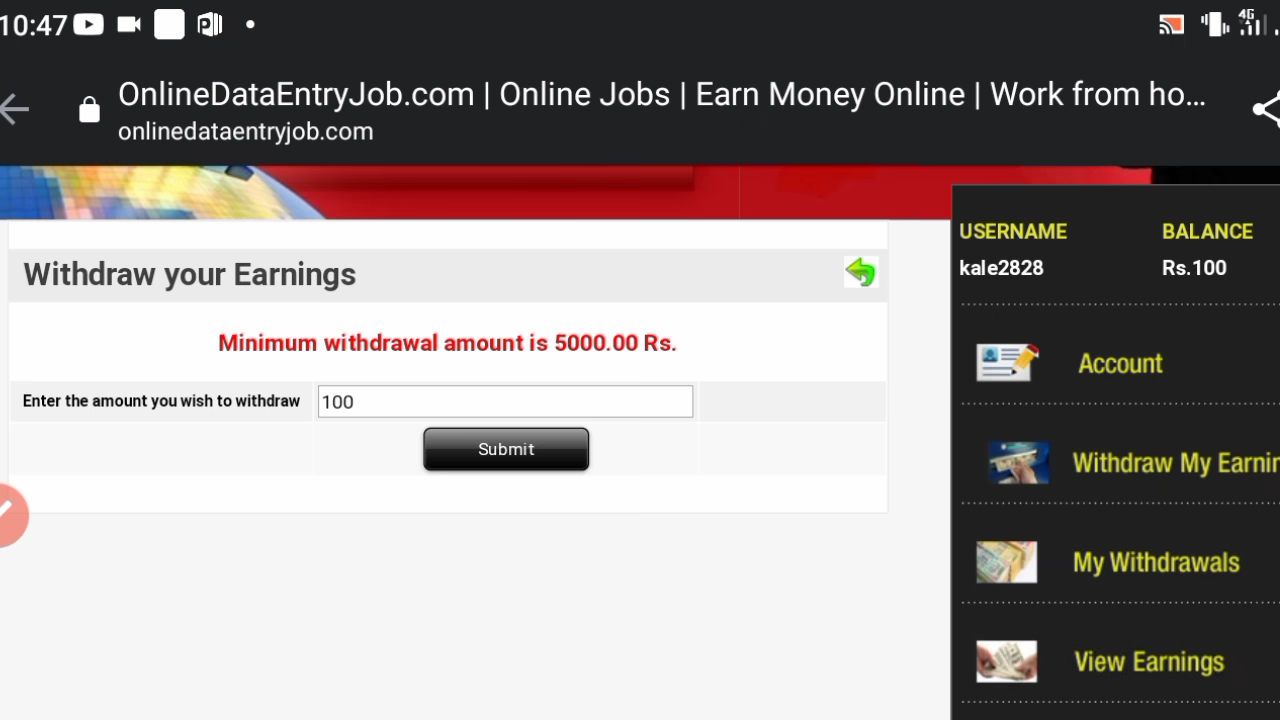 10:47
4G
OnlineDataEntryJob.com | Online Jobs | Earn Money Online | Work from ho...
onlinedataentryjob.com
USERNAME BALANCE
kale2828 Rs.100
Withdraw your Earnings
Minimum withdrawal amount is 5000.00 Rs.
Enter the amount you wish to withdraw 100
Submit
Account
Withdraw My Earnin
My Withdrawals
View Earnings